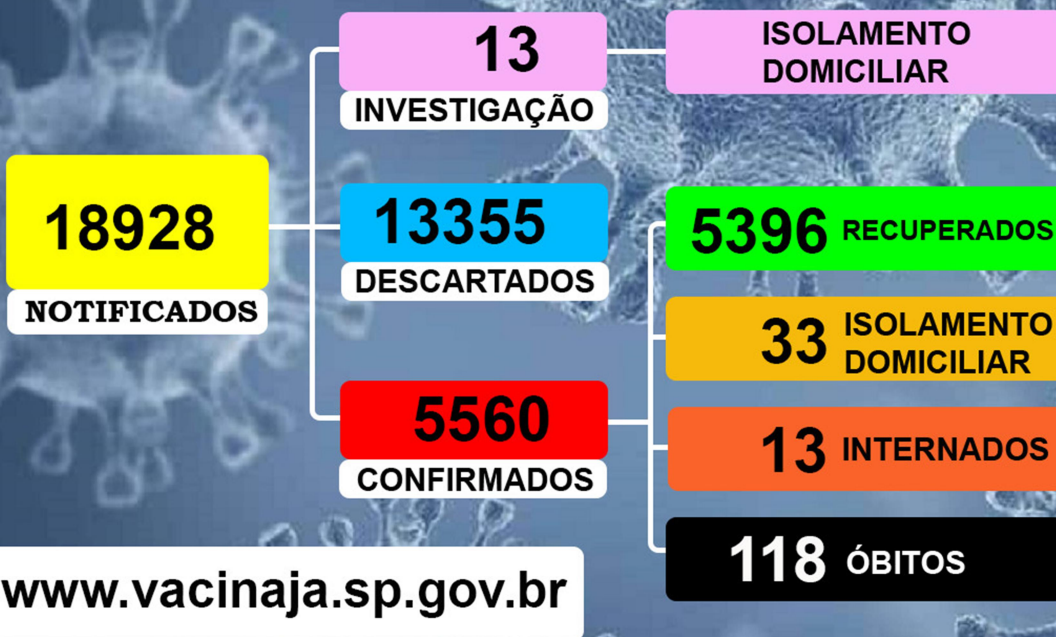 18928
NOTIFICADOS
13
INVESTIGAÇÃO
ISOLAMENTO
DOMICILIAR
13355
DESCARTADOS
5560
CONFIRMADOS
5396 RECUPERADOS
33 ISOLAMENTO
DOMICILIAR
13 INTERNADOS
118 ÓBITOS
www.vacinaja.sp.gov.br